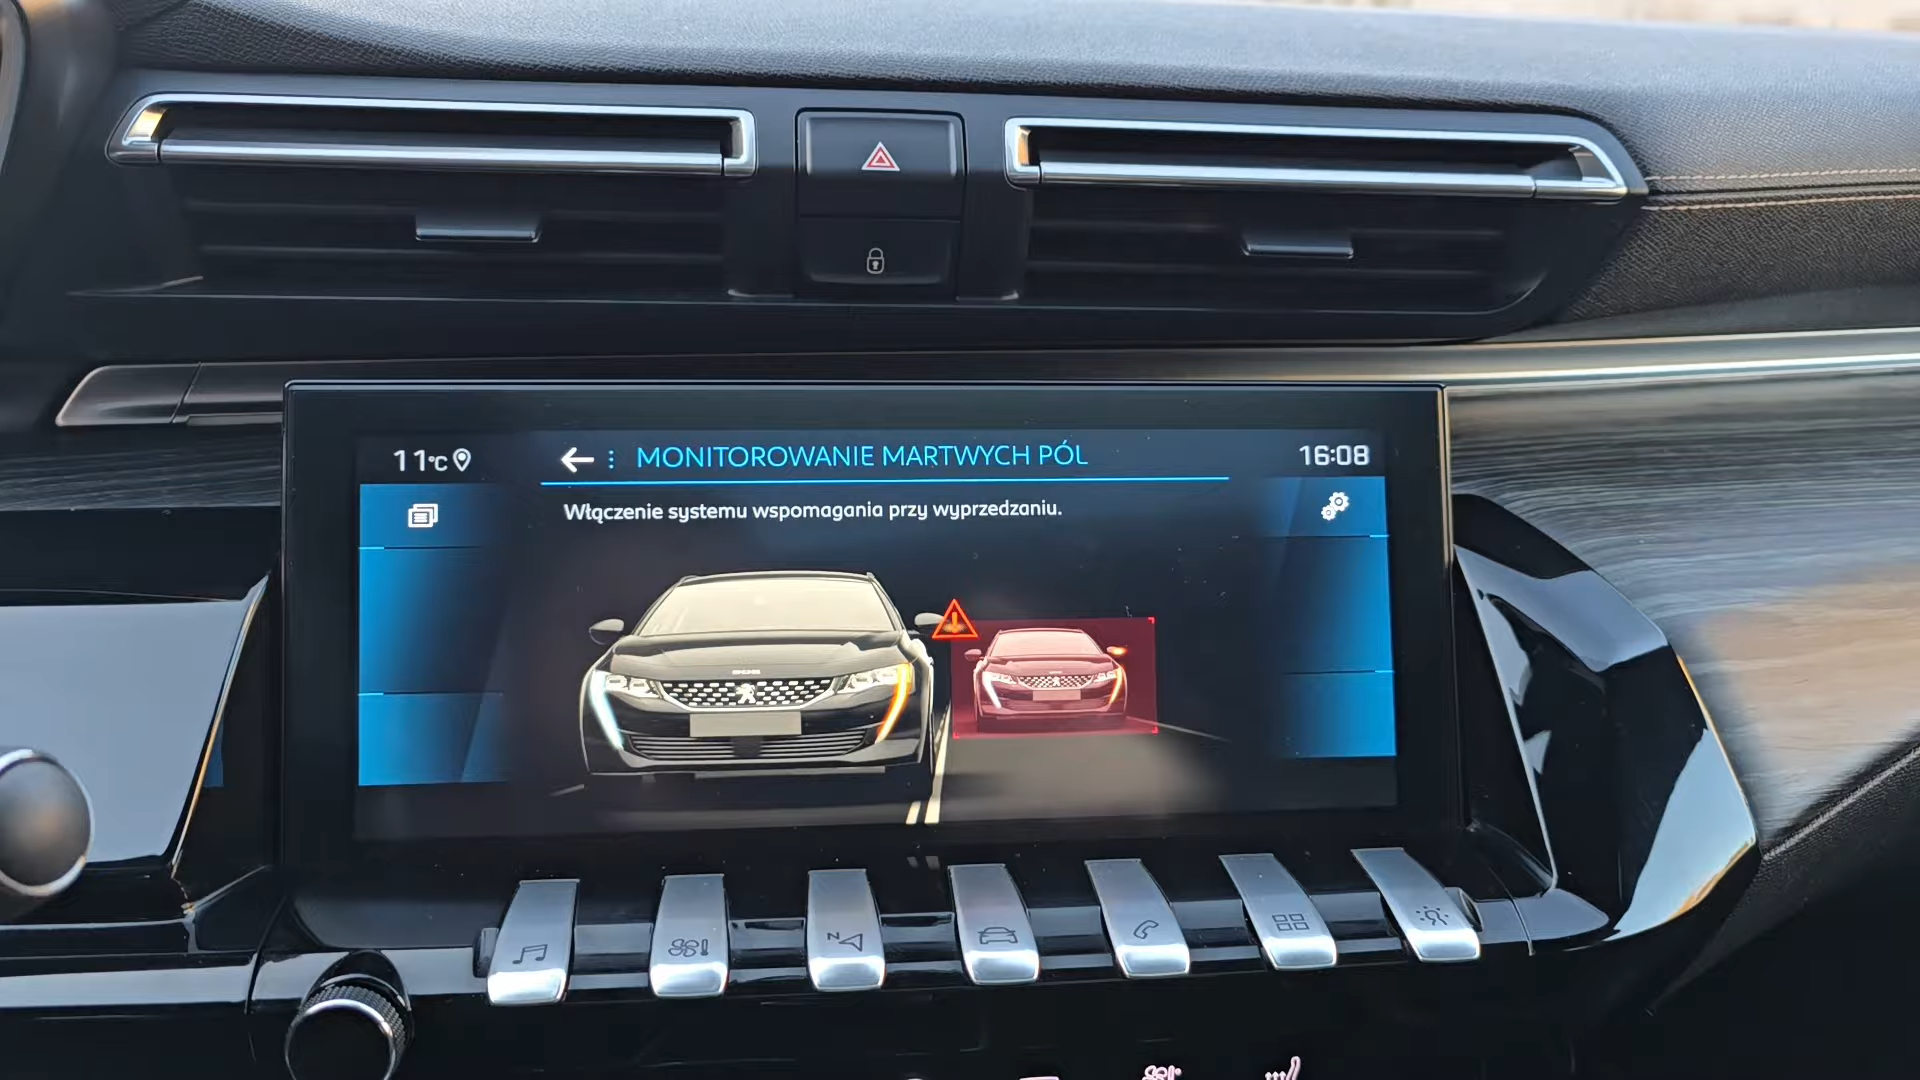 11°C
MONITOROWANIE MARTWYCH PÓL
16:08
Włączenie systemu wspomagania przy wyprzedzaniu.
N